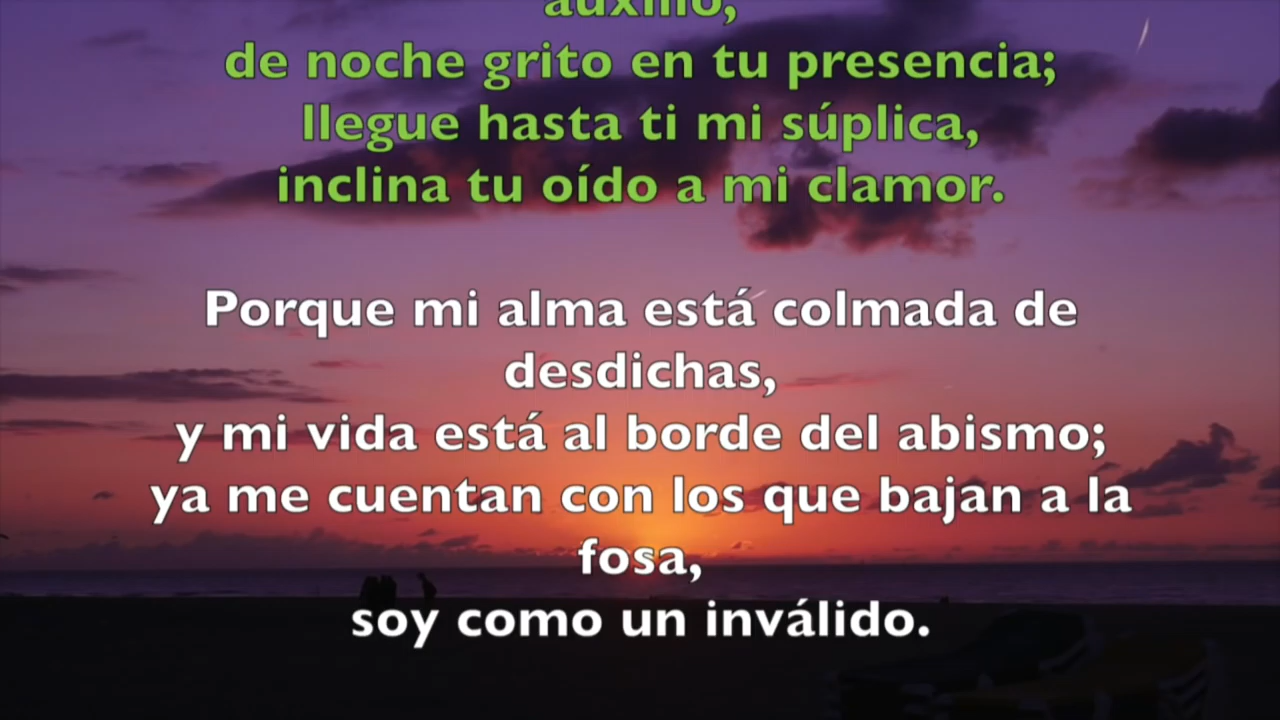 auxilio,
de noche grito en tu presencia;
llegue hasta ti mi súplica,
inclina tu oído a mi clamor.
Porque mi alma está colmada de
desdichas,
y mi vida está al borde del abismo;
ya me cuentan con los que bajan a la
fosa,
soy como un inválido.